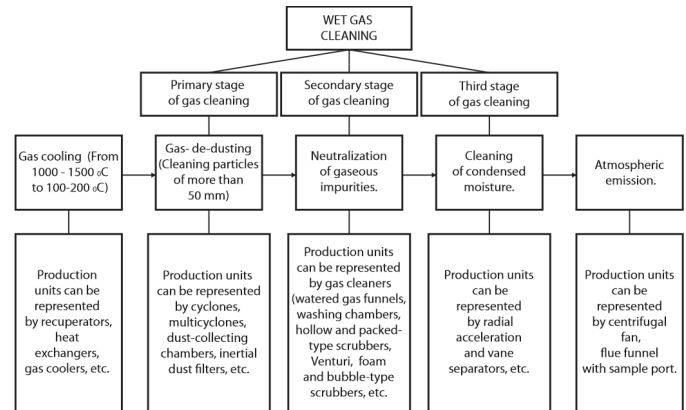 WET GAS
CLEANING
Primary stage
of gas cleaning
Secondary stage
of gas cleaning
Third stage
of gas cleaning
Gas cooling (From
1000 - 1500 ₀C
to 100-200 ₀C)
Gas- de-dusting
(Cleaning particles
of more than
50 mm)
Neutralization
of gaseous
impurities.
Cleaning
of condensed
moisture.
Atmospheric
emission.
Production
units can be
represented
by recuperators,
heat
exchangers,
gas coolers, etc.
Production units
can be represented
by cyclones,
multicyclones,
dust-collecting
chambers, inertial
dust filters, etc.
Production units
can be represented
by gas cleaners
(watered gas funnels,
washing chambers,
hollow and packed-
type scrubbers,
Venturi, foam
and bubble-type
scrubbers, etc.
Production units
can be
represented
by radial
acceleration
and vane
separators, etc.
Production units
can be
represented
by centrifugal
fan,
flue funnel
with sample port.